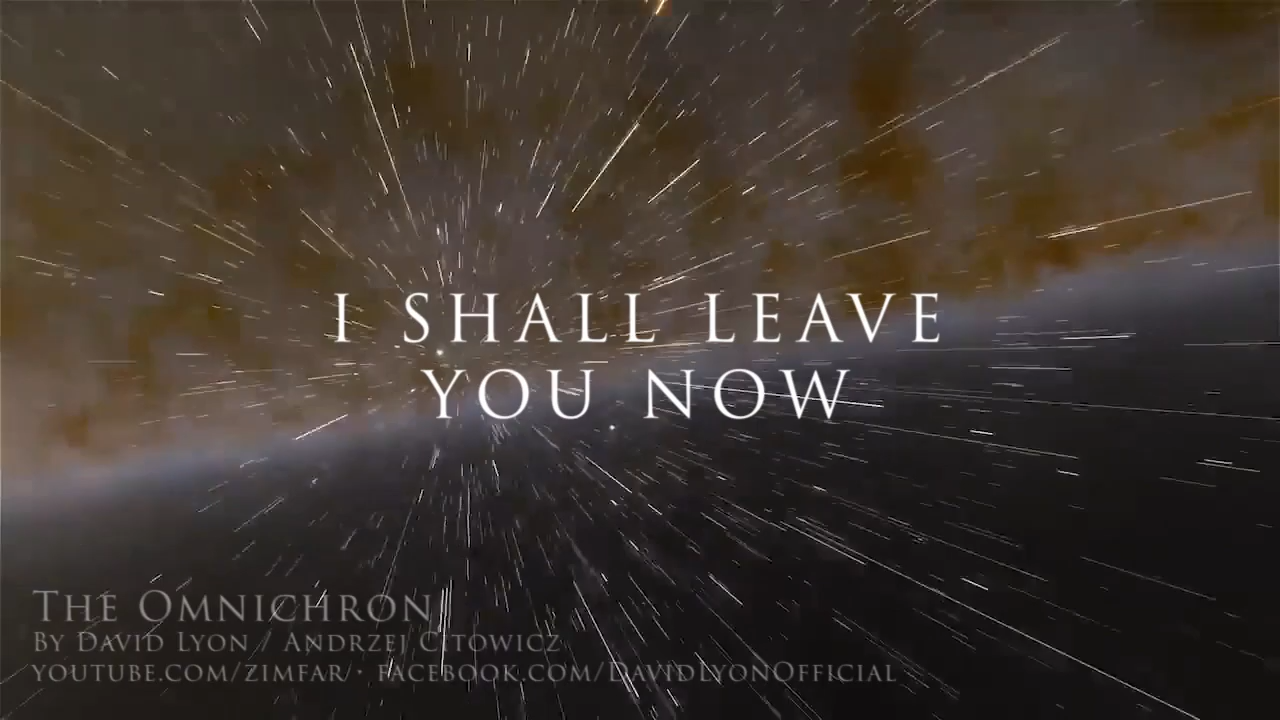 I SHALL LEAVE
YOU NOW
THE OMNICHRON
BY DAVID LYON / ANDRZEJ CITOWICZ
YOUTUBE.COM/ZIMFAR/ · FACEBOOK.COM/DAVIDLYONOFFICIAL